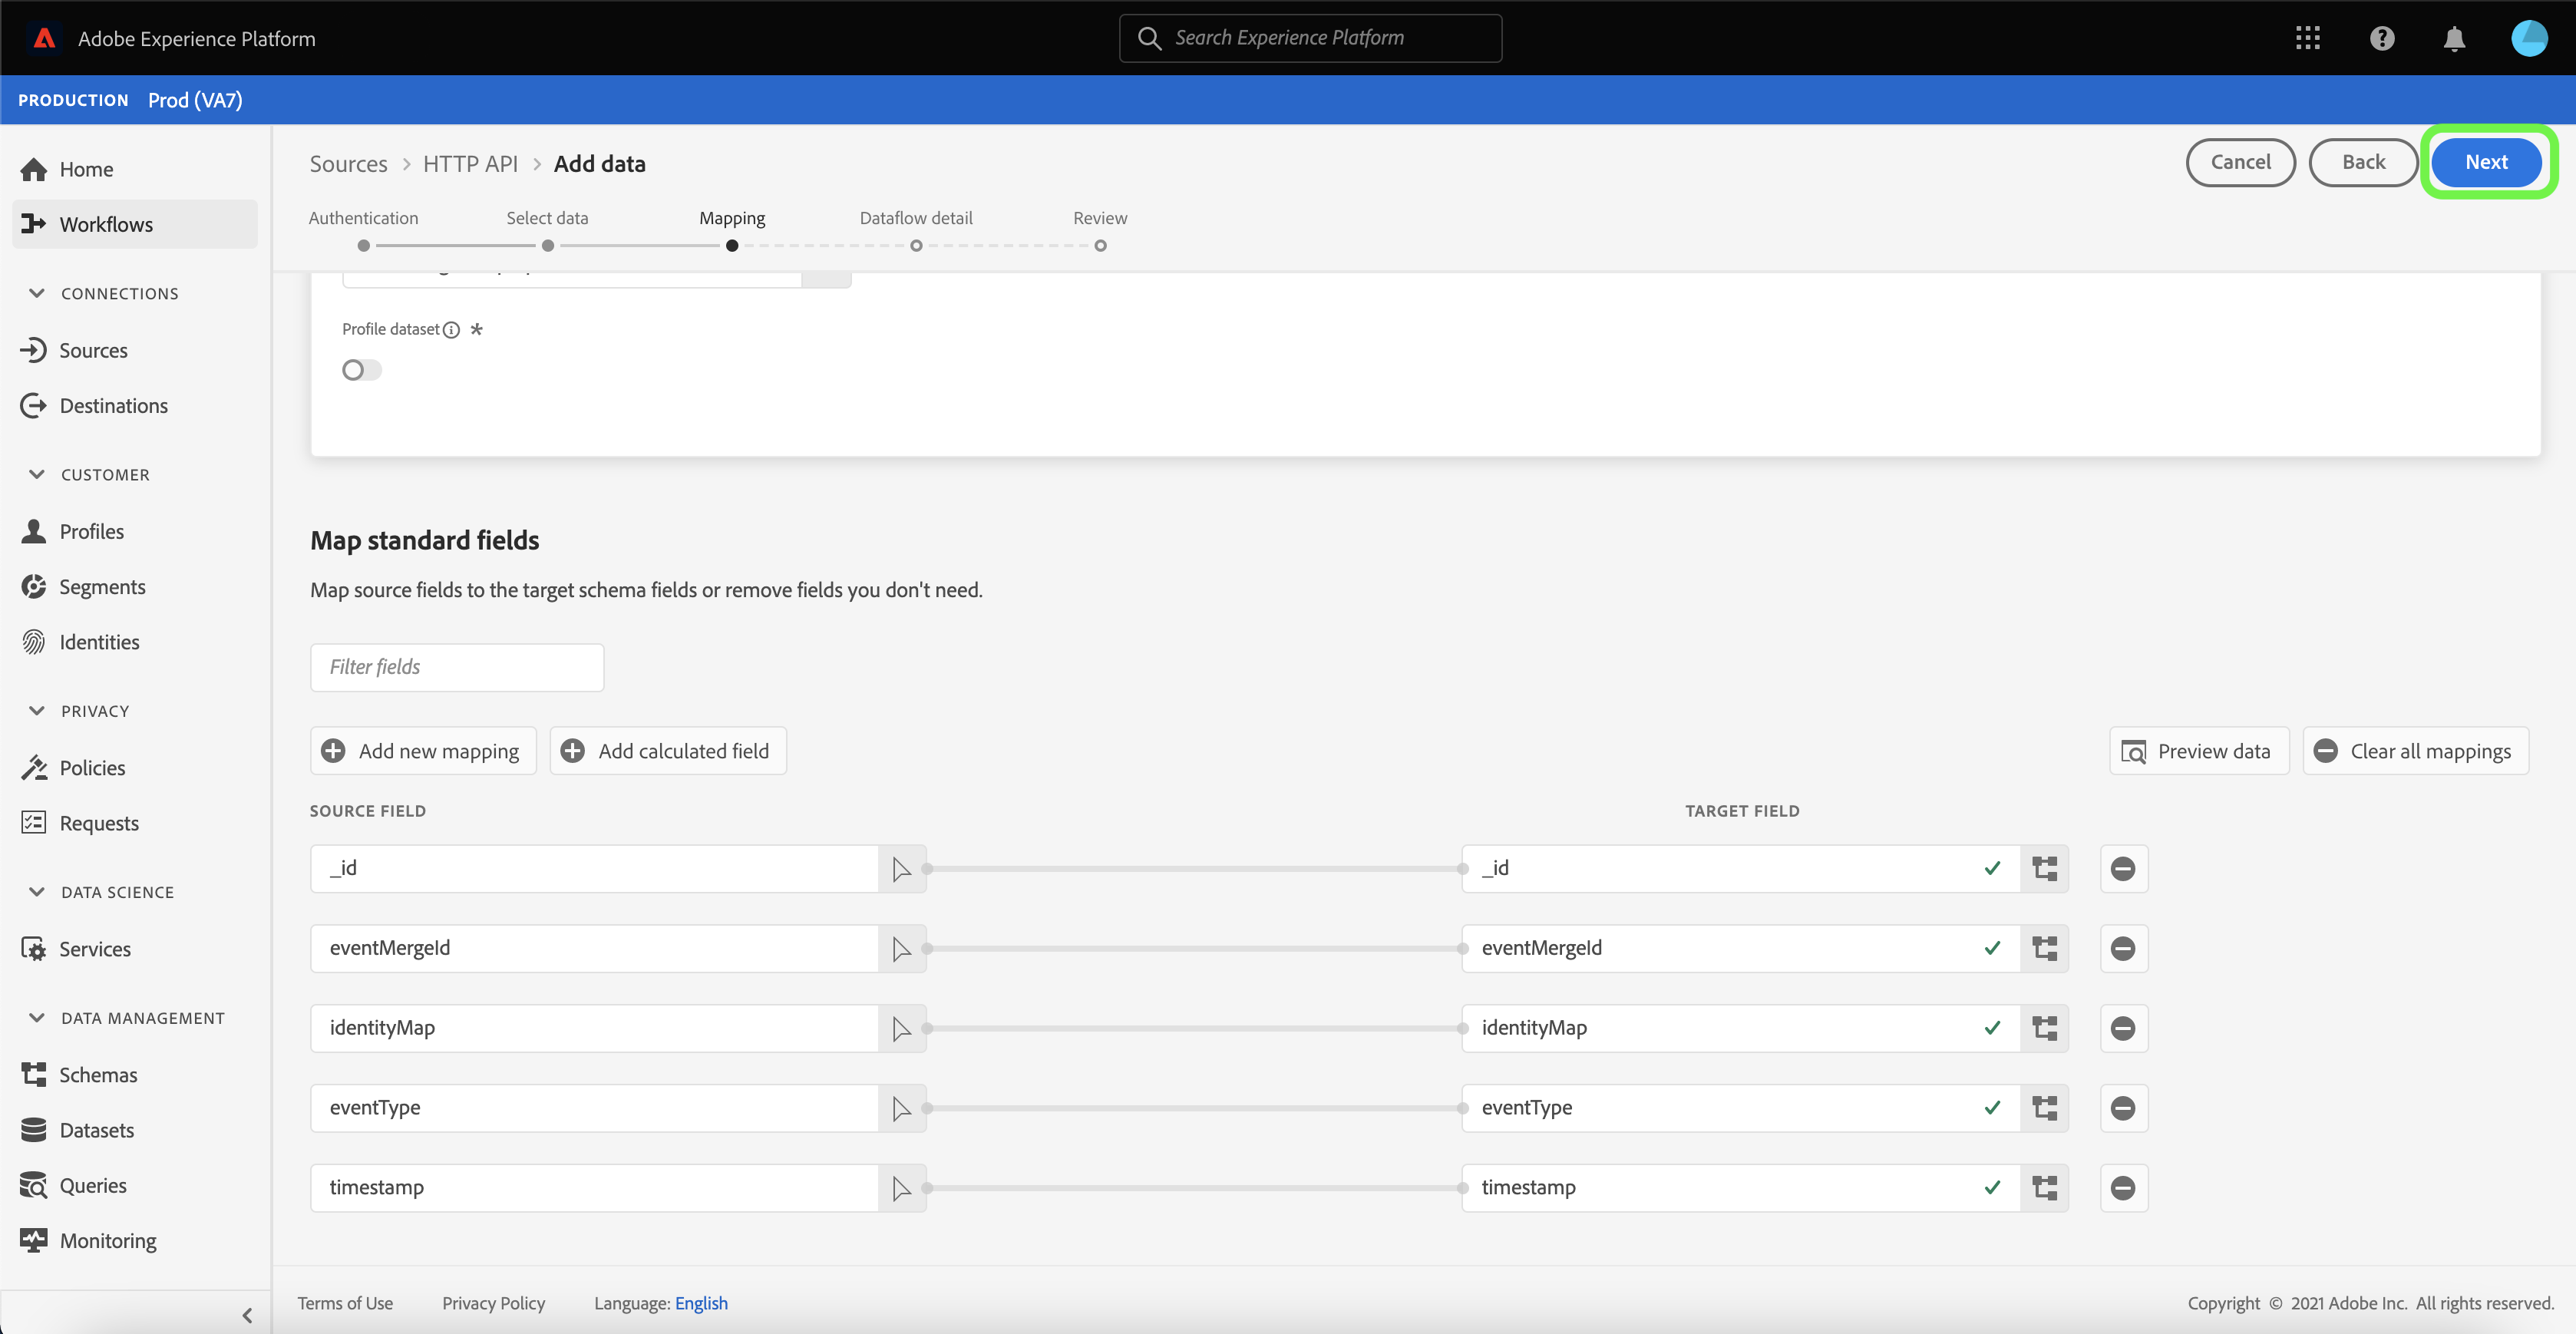 Adobe Experience Platform
Search Experience Platform
PRODUCTION Prod (VA7)
Home
Workflows
CONNECTIONS
Sources
Destinations
CUSTOMER
Profiles
Segments
Identities
PRIVACY
Policies
Requests
DATA SCIENCE
Services
DATA MANAGEMENT
Schemas
Datasets
Queries
Monitoring
Sources > HTTP API > Add data
Cancel Back Next
Authentication Select data Mapping Dataflow detail Review
Profile dataset *
Map standard fields
Map source fields to the target schema fields or remove fields you don't need.
Filter fields
Add new mapping Add calculated field Preview data Clear all mappings
SOURCE FIELD TARGET FIELD
_id _id
eventMergeId eventMergeId
identityMap identityMap
eventType eventType
timestamp timestamp
Terms of Use Privacy Policy Language: English Copyright © 2021 Adobe Inc. All rights reserved.